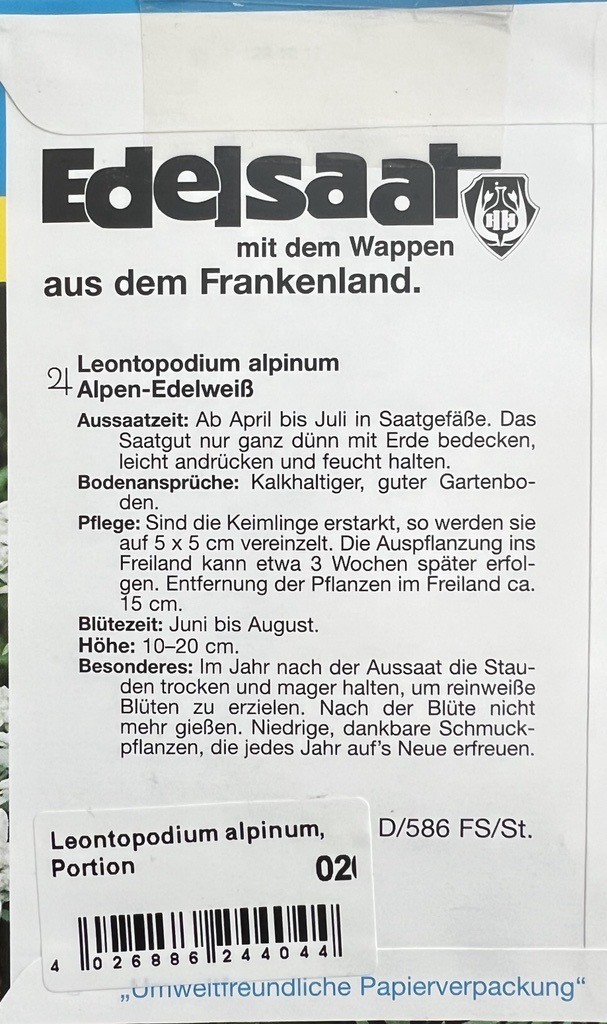 Edelsaat
HH
mit dem Wappen
aus dem Frankenland.
♃ Leontopodium alpinum
Alpen-Edelweiß
Aussaatzeit: Ab April bis Juli in Saatgefäße. Das
Saatgut nur ganz dünn mit Erde bedecken,
leicht andrücken und feucht halten.
Bodenansprüche: Kalkhaltiger, guter Gartenbo-
den.
Pflege: Sind die Keimlinge erstarkt, so werden sie
auf 5 x 5 cm vereinzelt. Die Auspflanzung ins
Freiland kann etwa 3 Wochen später erfol-
gen. Entfernung der Pflanzen im Freiland ca.
15 cm.
Blütezeit: Juni bis August.
Höhe: 10–20 cm.
Besonderes: Im Jahr nach der Aussaat die Stau-
den trocken und mager halten, um reinweiße
Blüten zu erzielen. Nach der Blüte nicht
mehr gießen. Niedrige, dankbare Schmuck-
pflanzen, die jedes Jahr auf's Neue erfreuen.
D/586 FS/St.
Leontopodium alpinum,
Portion
020
4 026886 244044
„Umweltfreundliche Papierverpackung“